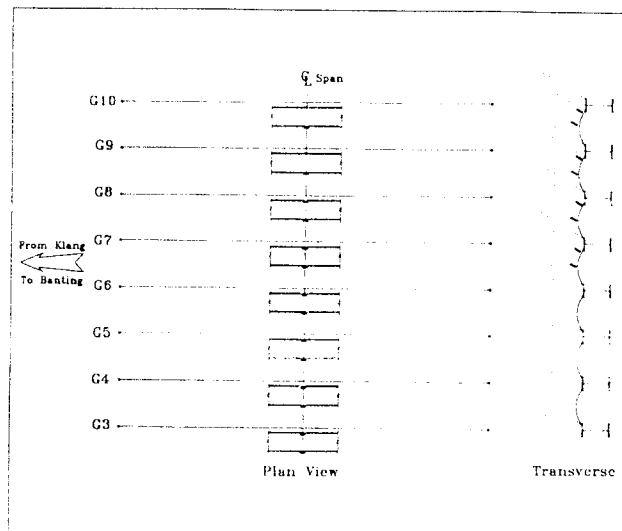 ℄ Span
G10
G9
G8
G7
From Klang
To Banting
G6
G5
G4
G3
Plan View
Transverse